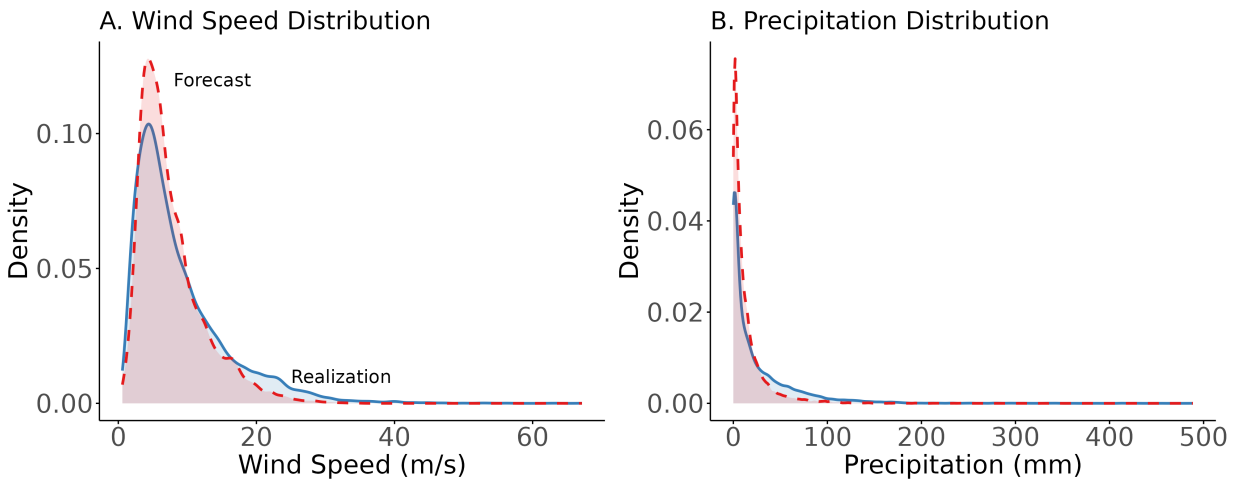 A. Wind Speed Distribution
Forecast
Realization
Density
0.10
0.05
0.00
0
20
40
60
Wind Speed (m/s)
B. Precipitation Distribution
Density
0.06
0.04
0.02
0.00
0
100
200
300
400
500
Precipitation (mm)